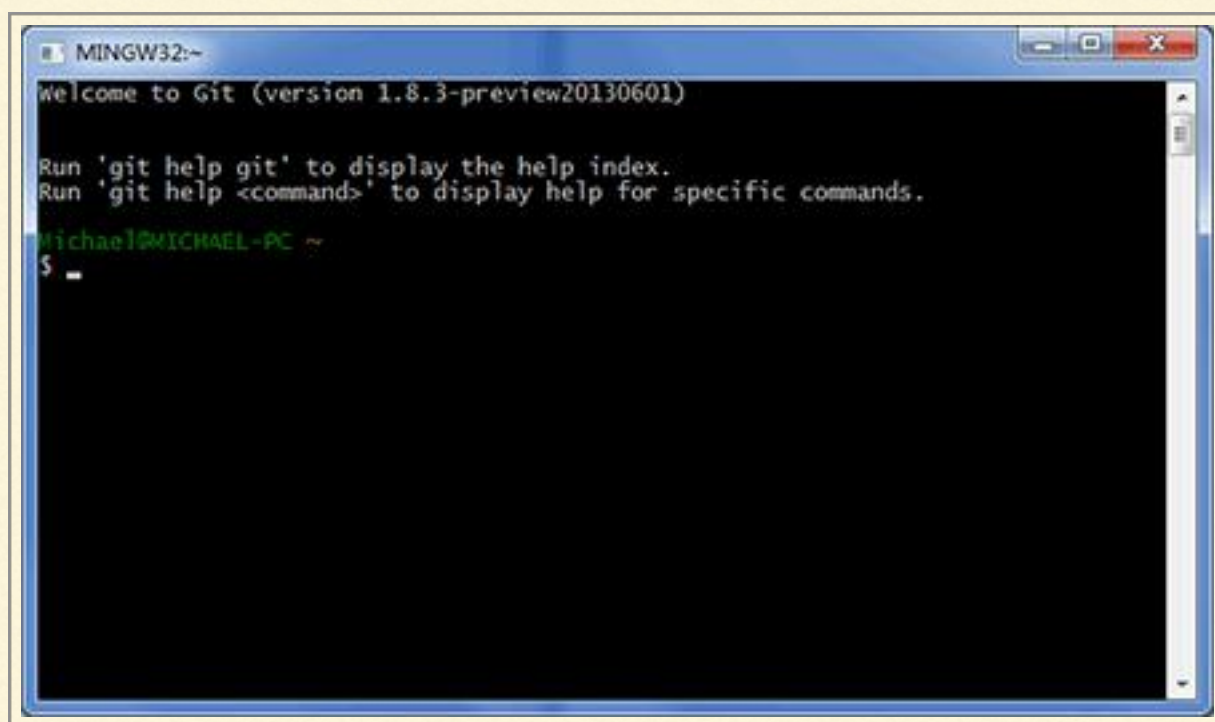 MINGW32:~
Welcome to Git (version 1.8.3-preview20130601)
Run 'git help git' to display the help index.
Run 'git help <command>' to display help for specific commands.
Michael@MICHAEL-PC ~
$